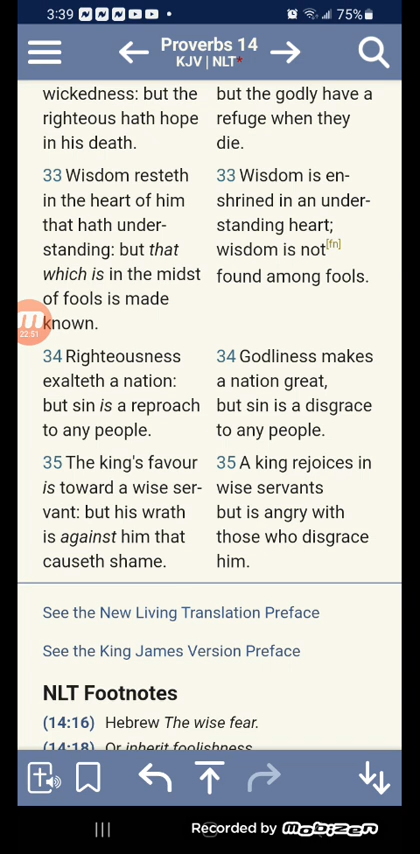 3:39
75%
Proverbs 14
KJV | NLT*
wickedness: but the
righteous hath hope
in his death.
but the godly have a
refuge when they
die.
33 Wisdom resteth
in the heart of him
that hath under-
standing: but that
which is in the midst
of fools is made
known.
33 Wisdom is en-
shrined in an under-
standing heart;
wisdom is not[fn]
found among fools.
22:51
34 Righteousness
exalteth a nation:
but sin is a reproach
to any people.
34 Godliness makes
a nation great,
but sin is a disgrace
to any people.
35 The king's favour
is toward a wise ser-
vant: but his wrath
is against him that
causeth shame.
35 A king rejoices in
wise servants
but is angry with
those who disgrace
him.
See the New Living Translation Preface
See the King James Version Preface
NLT Footnotes
(14:16) Hebrew The wise fear.
(14:18) Or inherit foolishness.
Recorded by Mobizen